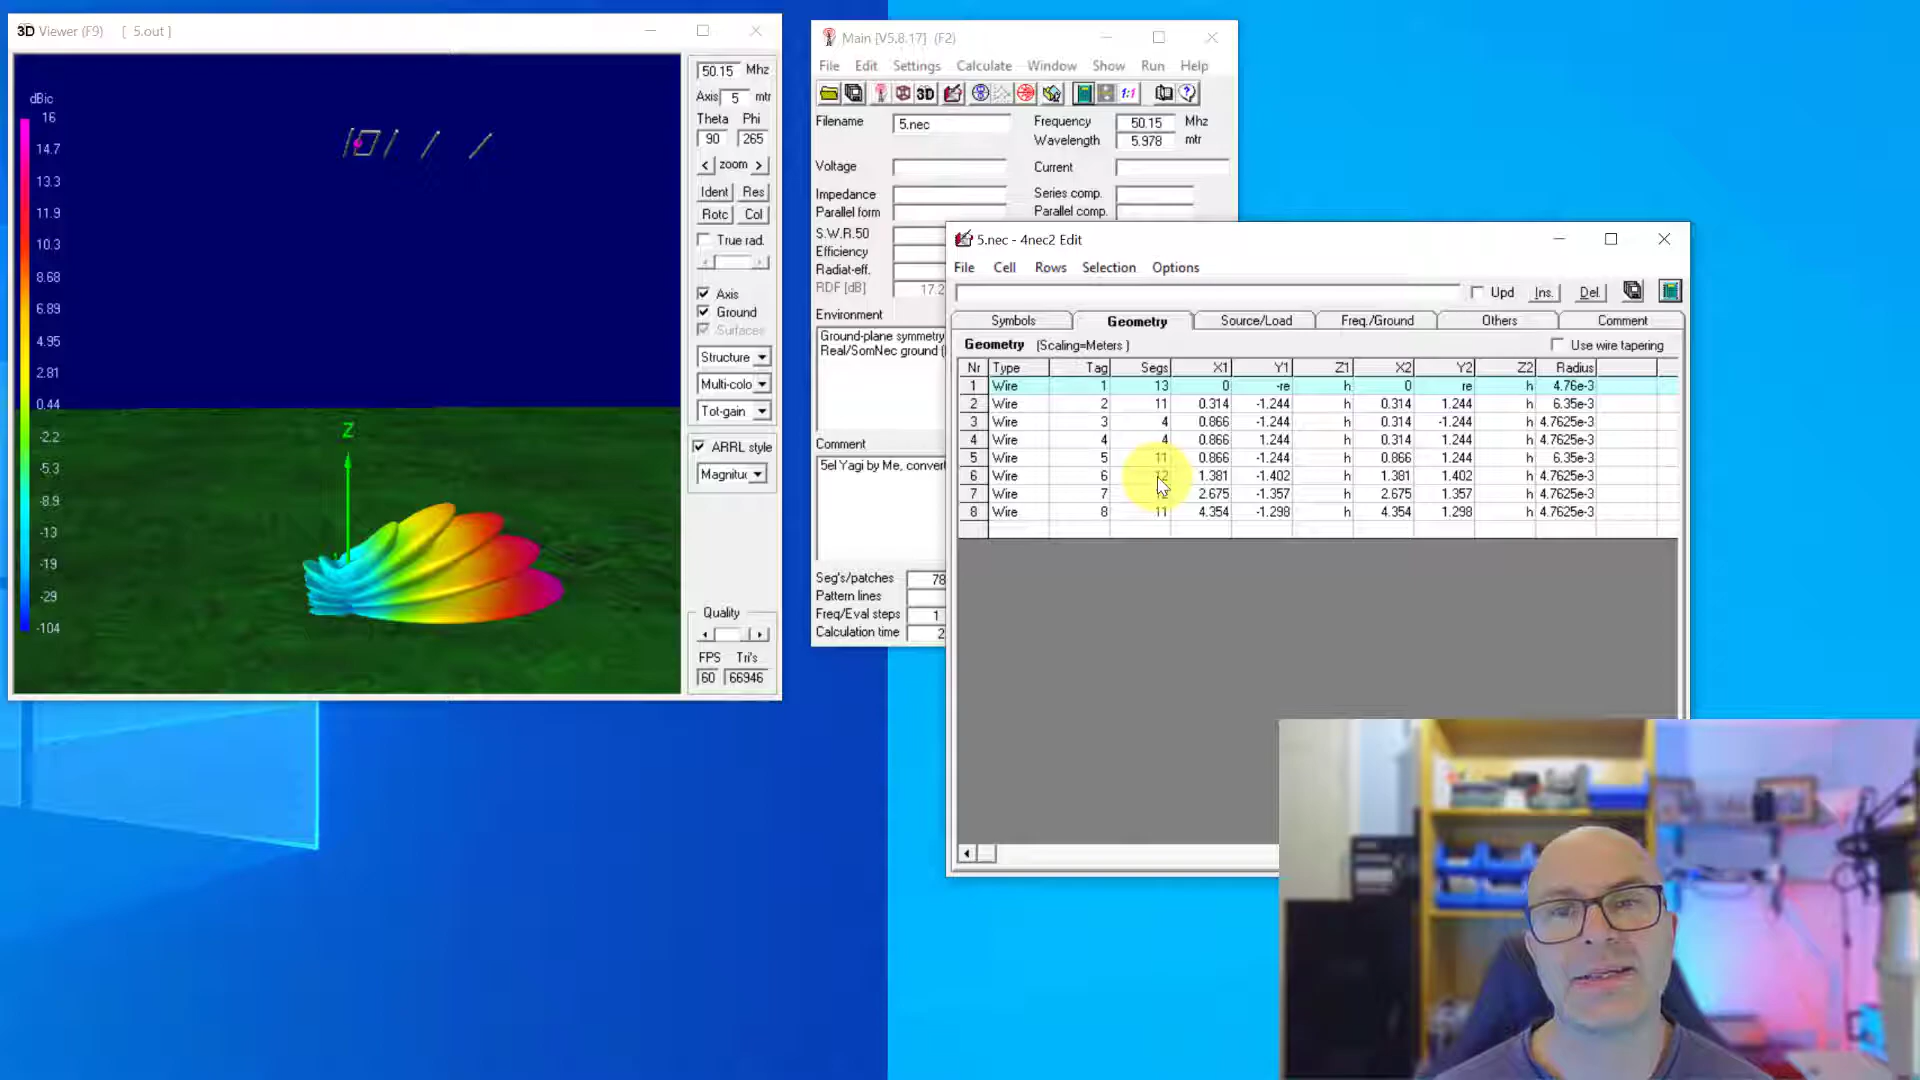 3D Viewer (F9) [ 5.out ]
dBic
16
14.7
13.3
11.9
10.3
8.68
6.89
4.95
2.81
0.44
-2.2
-5.3
-8.9
-13
-19
-29
-104
Z
50.15 Mhz
Axis 5 mtr
Theta Phi
90 265
< zoom >
Ident Res
Rotc Col
True rad.
Axis
Ground
Surfaces
Structure
Multi-colo
Tot-gain
ARRL style
Magnituc
Quality
FPS Tri's
60 66946
Main [V5.8.17] (F2)
File Edit Settings Calculate Window Show Run Help
3D 1:1
Filename 5.nec Frequency 50.15 Mhz
Wavelength 5.978 mtr
Voltage Current
Impedance Series comp.
Parallel form Parallel comp.
S.W.R.50
Efficiency
Radiat-eff.
RDF [dB] 17.2
Environment
Ground-plane symmetry
Real/SomNec ground (
Comment
5el Yagi by Me, conver
Seg's/patches 78
Pattern lines
Freq/Eval steps 1
Calculation time 2
5.nec - 4nec2 Edit
File Cell Rows Selection Options
Upd Ins. Del.
Symbols Geometry Source/Load Freq./Ground Others Comment
Geometry (Scaling=Meters ) Use wire tapering
Nr Type Tag Segs X1 Y1 Z1 X2 Y2 Z2 Radius
1 Wire 1 13 0 -re h 0 re h 4.76e-3
2 Wire 2 11 0.314 -1.244 h 0.314 1.244 h 6.35e-3
3 Wire 3 4 0.866 -1.244 h 0.314 -1.244 h 4.7625e-3
4 Wire 4 4 0.866 1.244 h 0.314 1.244 h 4.7625e-3
5 Wire 5 11 0.866 -1.244 h 0.866 1.244 h 6.35e-3
6 Wire 6 12 1.381 -1.402 h 1.381 1.402 h 4.7625e-3
7 Wire 7 2.675 -1.357 h 2.675 1.357 h 4.7625e-3
8 Wire 8 11 4.354 -1.298 h 4.354 1.298 h 4.7625e-3